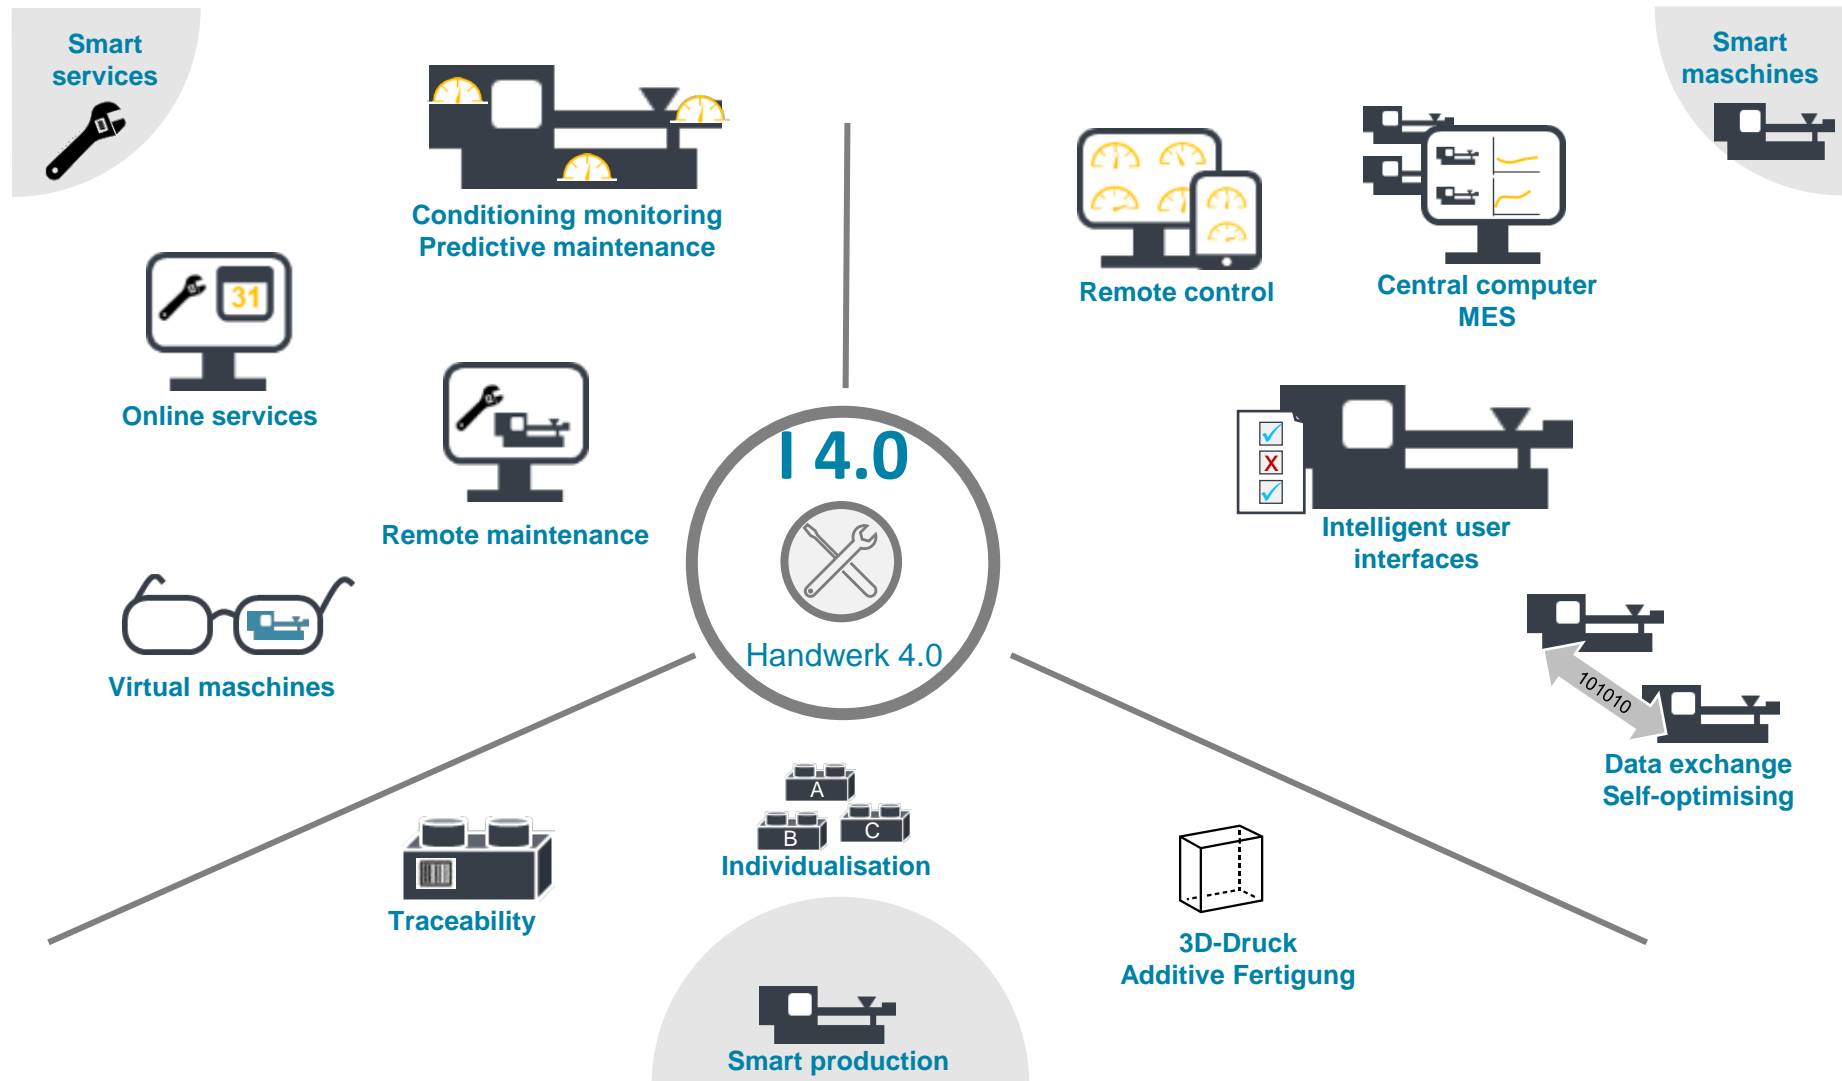 Smart
services
Conditioning monitoring
Predictive maintenance
31
Online services
Remote maintenance
Virtual maschines
Smart
maschines
Remote control
Central computer
MES
X
Intelligent user
interfaces
101010
Data exchange
Self-optimising
I 4.0
Handwerk 4.0
Traceability
A
B
C
Individualisation
3D-Druck
Additive Fertigung
Smart production